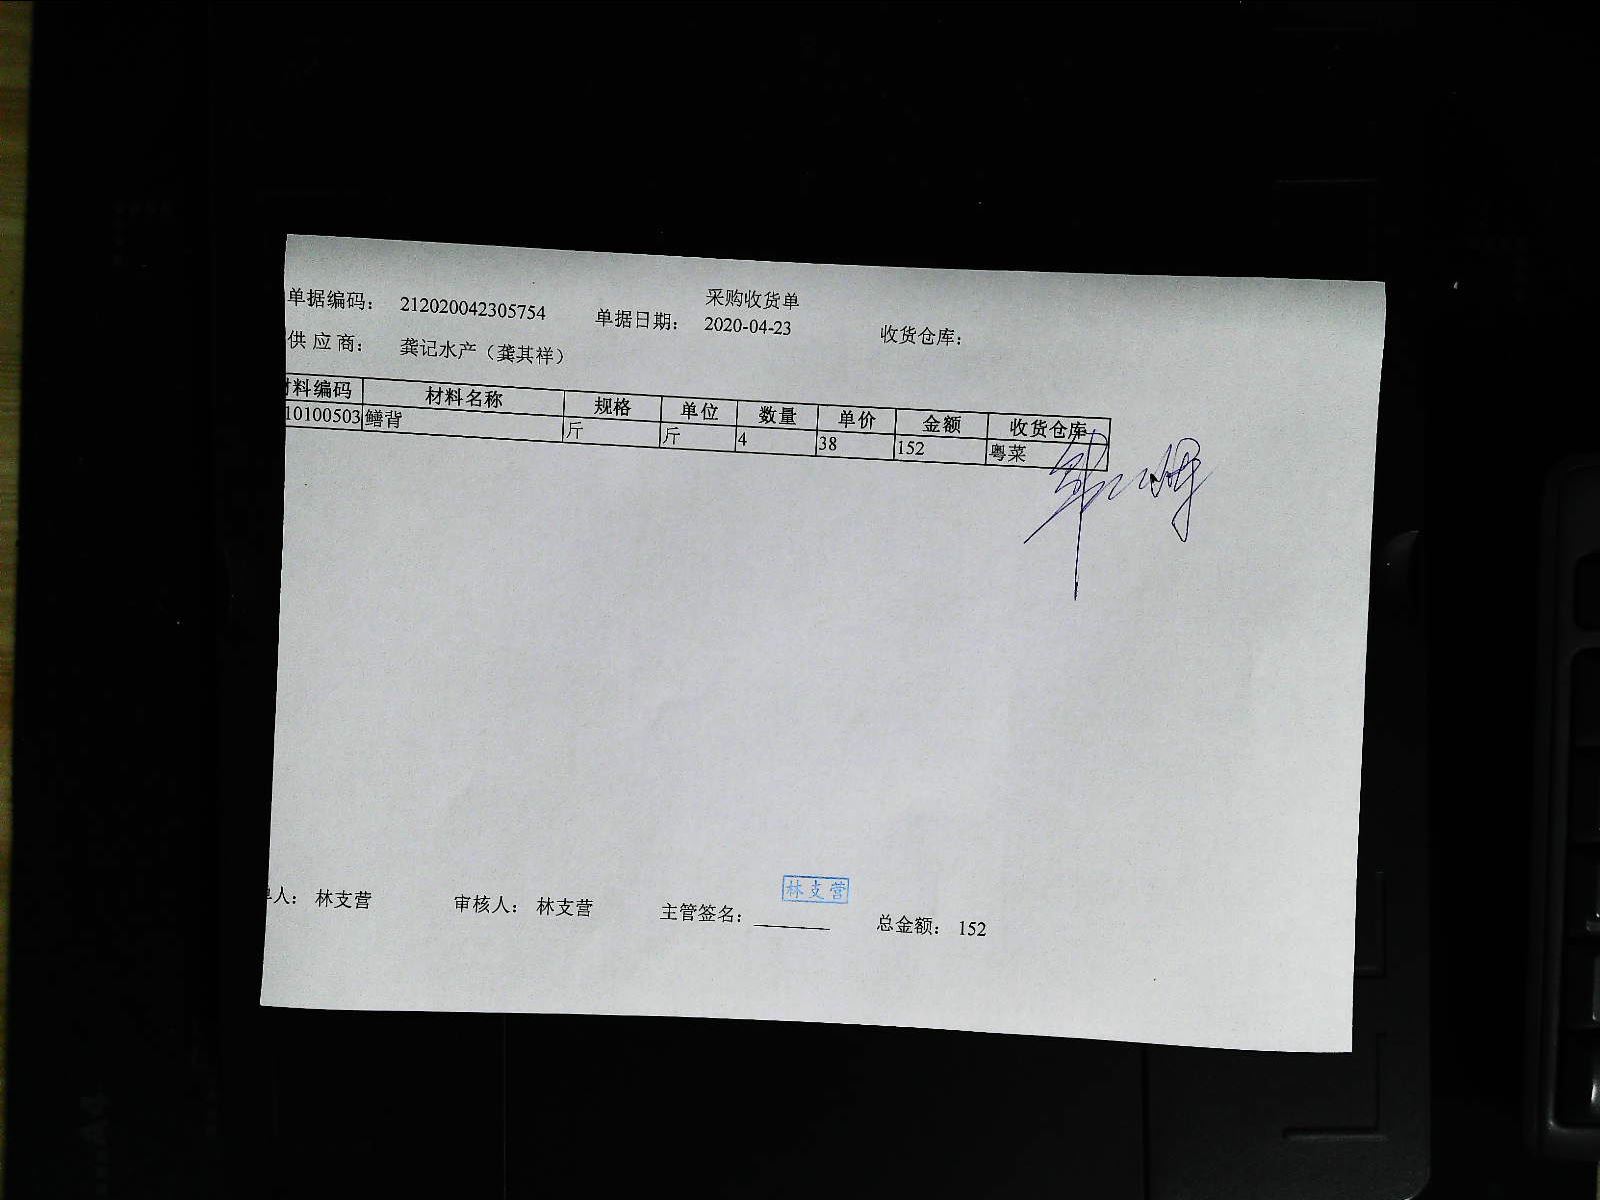 采购收货单
单据编码： 212020042305754 单据日期： 2020-04-23 收货仓库：
供 应 商： 龚记水产（龚其祥）
材料编码 材料名称 规格 单位 数量 单价 金额 收货仓库
10100503 鳝背 斤 斤 4 38 152 粤菜
林支营
单人： 林支营 审核人： 林支营 主管签名： 总金额： 152